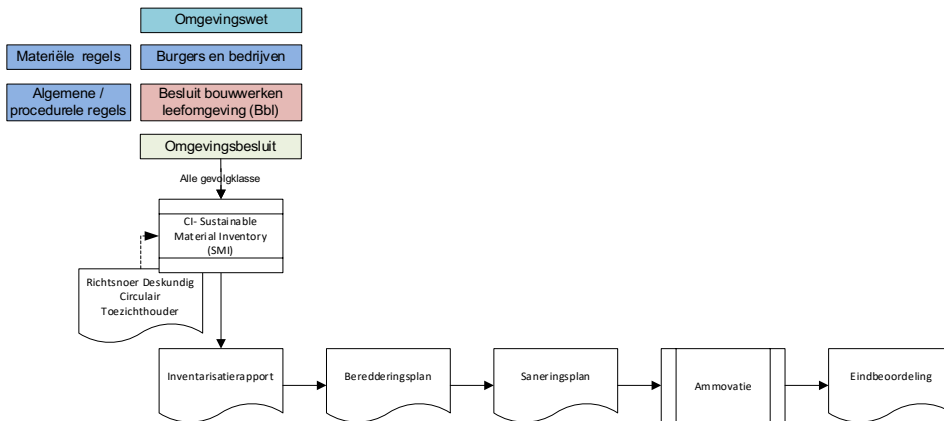 Omgevingswet
Materiële regels
Burgers en bedrijven
Algemene /
procedurele regels
Besluit bouwwerken
leefomgeving (Bbl)
Omgevingsbesluit
Alle gevolgklasse
CI- Sustainable
Material Inventory
(SMI)
Richtsnoer Deskundig
Circulair
Toezichthouder
Inventarisatierapport
Beredderingsplan
Saneringsplan
Ammovatie
Eindbeoordeling